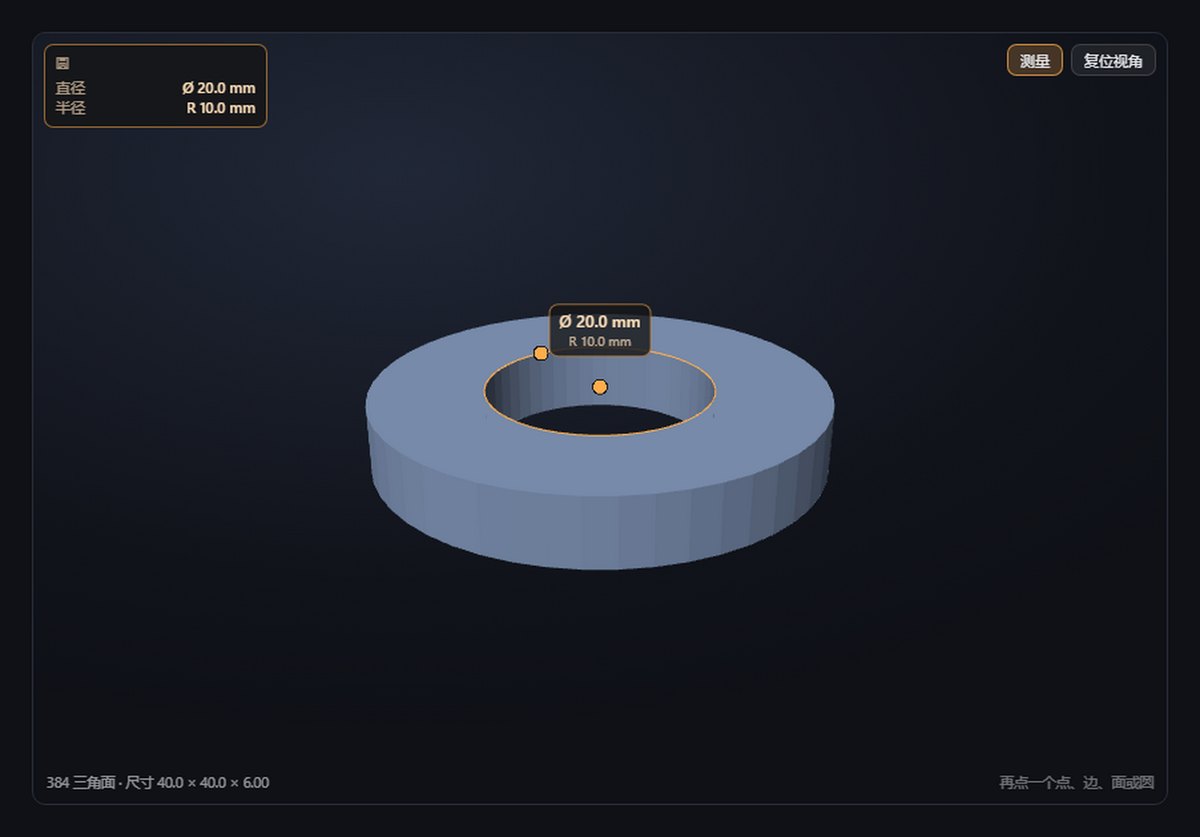 圆
直径 Ø 20.0 mm
半径 R 10.0 mm
测量
复位视角
Ø 20.0 mm
R 10.0 mm
384 三角面 · 尺寸 40.0 × 40.0 × 6.00
再点一个点、边、面或圆